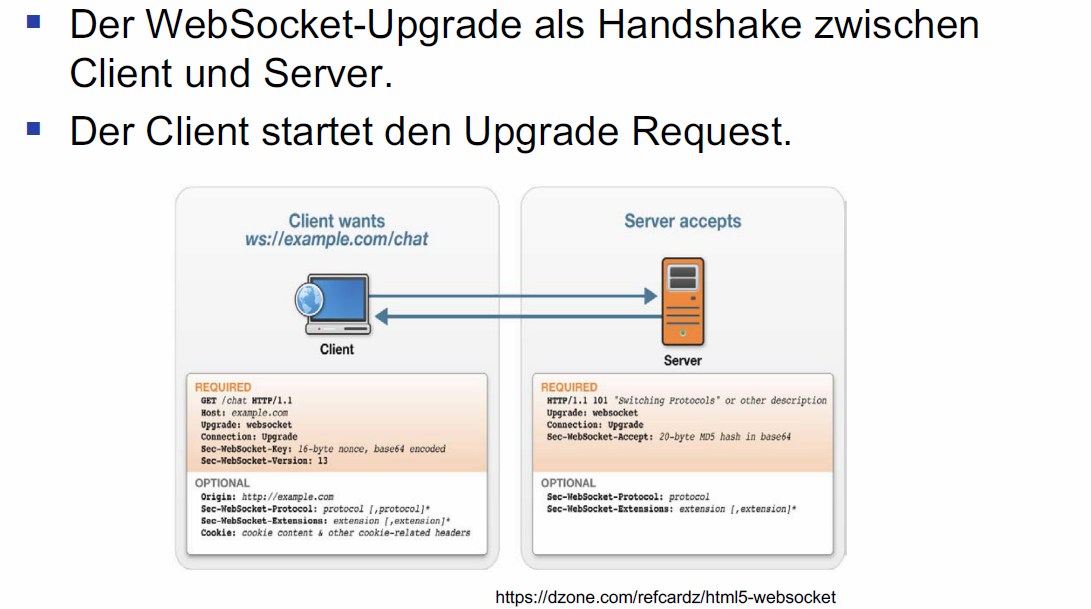 Der WebSocket-Upgrade als Handshake zwischen
Client und Server.
Der Client startet den Upgrade Request.
Client wants
ws://example.com/chat
Client
REQUIRED
GET /chat HTTP/1.1
Host: example.com
Upgrade: websocket
Connection: Upgrade
Sec-WebSocket-Key: 16-byte nonce, base64 encoded
Sec-WebSocket-Version: 13
OPTIONAL
Origin: http://example.com
Sec-WebSocket-Protocol: protocol [,protocol]*
Sec-WebSocket-Extensions: extension [,extension]*
Cookie: cookie content & other cookie-related headers
Server accepts
Server
REQUIRED
HTTP/1.1 101 "Switching Protocols" or other description
Upgrade: websocket
Connection: Upgrade
Sec-WebSocket-Accept: 20-byte MD5 hash in base64
OPTIONAL
Sec-WebSocket-Protocol: protocol
Sec-WebSocket-Extensions: extension [,extension]*
https://dzone.com/refcardz/html5-websocket